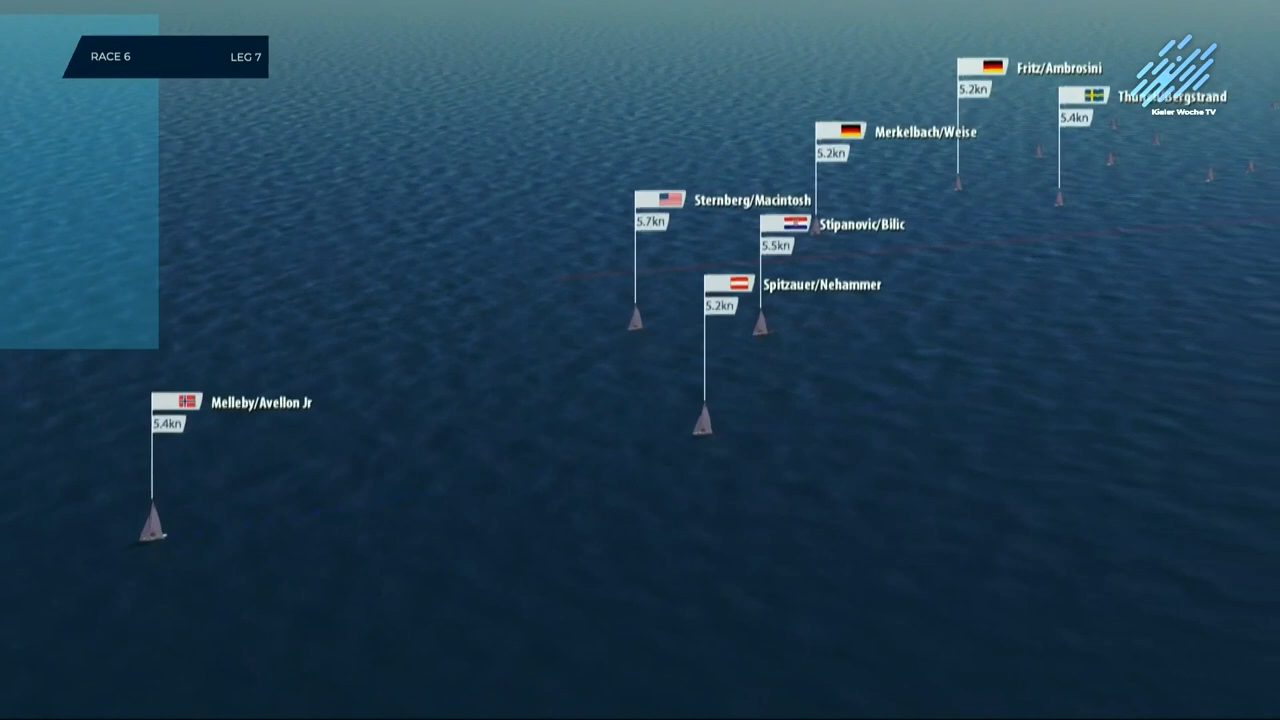 RACE 6 LEG 7
Fritz/Ambrosini
5.2kn
Bergstrand
5.4kn
Kieler Woche TV
Merkelbach/Weise
5.2kn
Sternberg/Macintosh
5.7kn
Stipanovic/Bilic
5.5kn
Spitzauer/Nehammer
5.2kn
Melleby/Avellon Jr
5.4kn